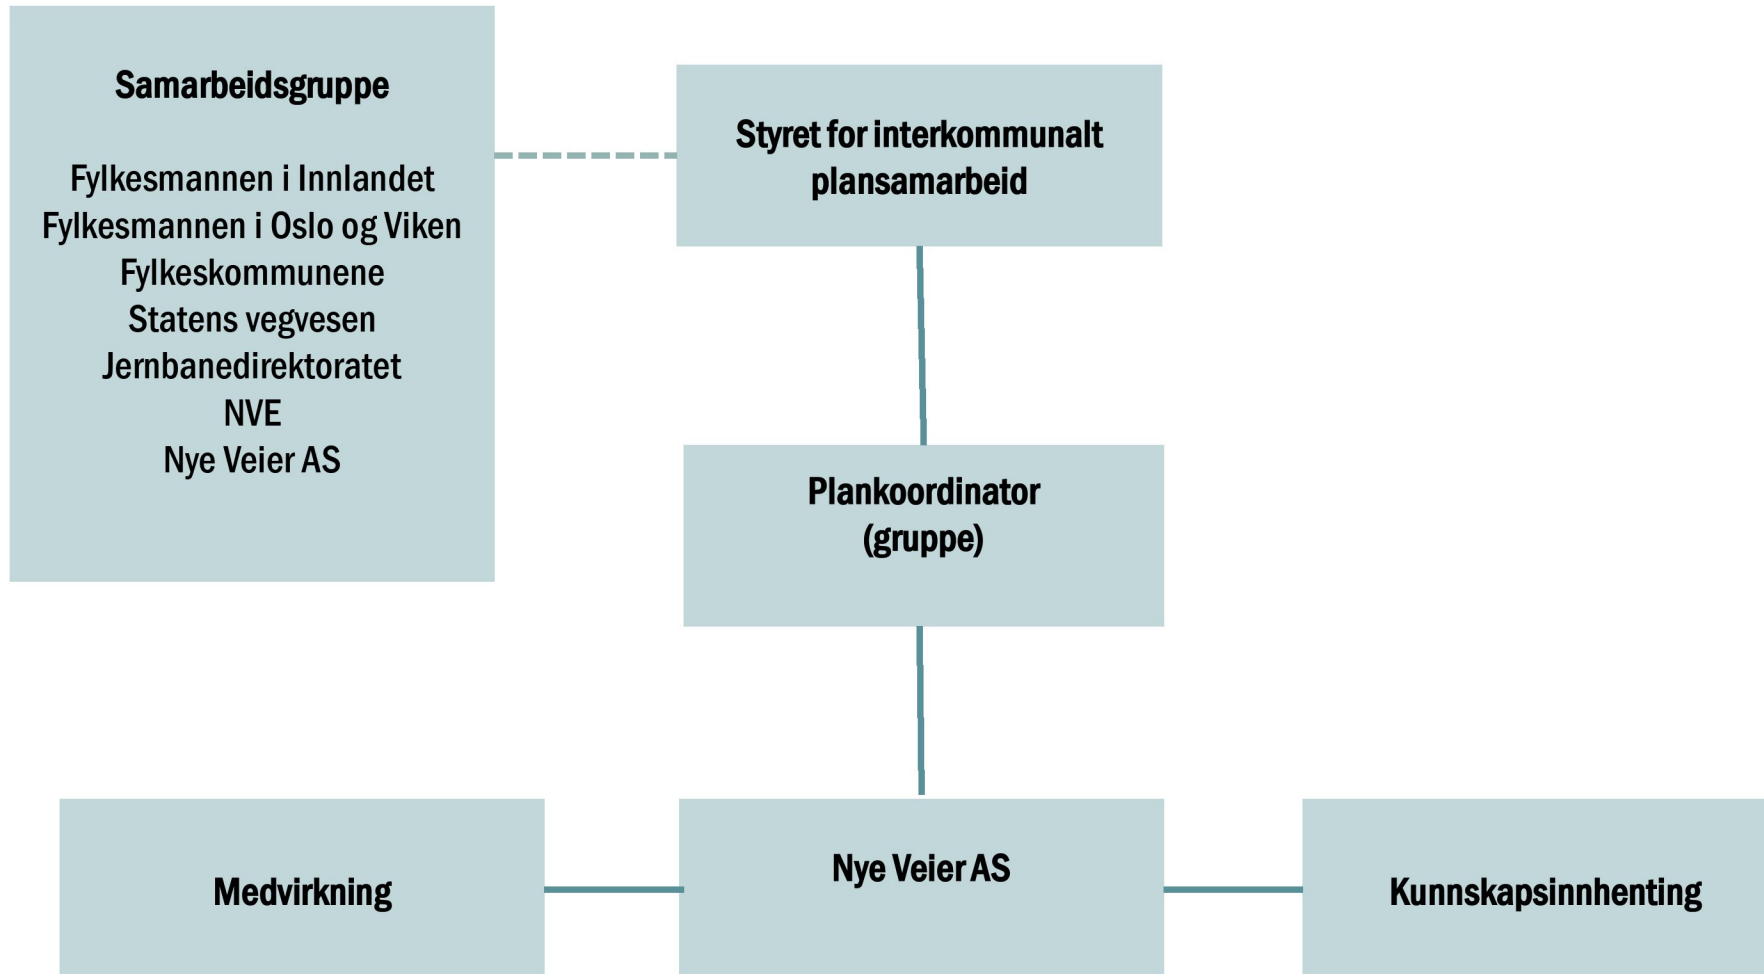 Samarbeidsgruppe
Fylkesmannen i Innlandet
Fylkesmannen i Oslo og Viken
Fylkeskommunene
Statens vegvesen
Jernbanedirektoratet
NVE
Nye Veier AS
Styret for interkommunalt
plansamarbeid
Plankoordinator
(gruppe)
Medvirkning
Nye Veier AS
Kunnskapsinnhenting